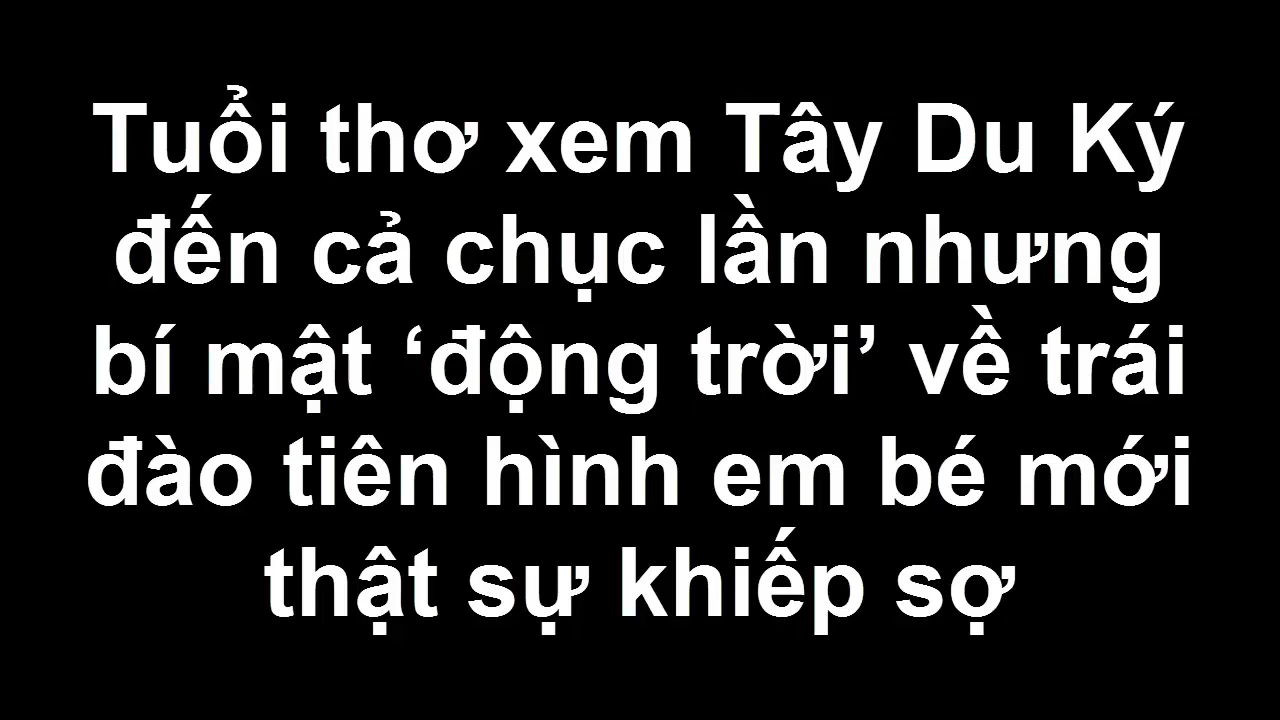 Tuổi thơ xem Tây Du Ký
đến cả chục lần nhưng
bí mật ‘động trời’ về trái
đào tiên hình em bé mới
thật sự khiếp sợ